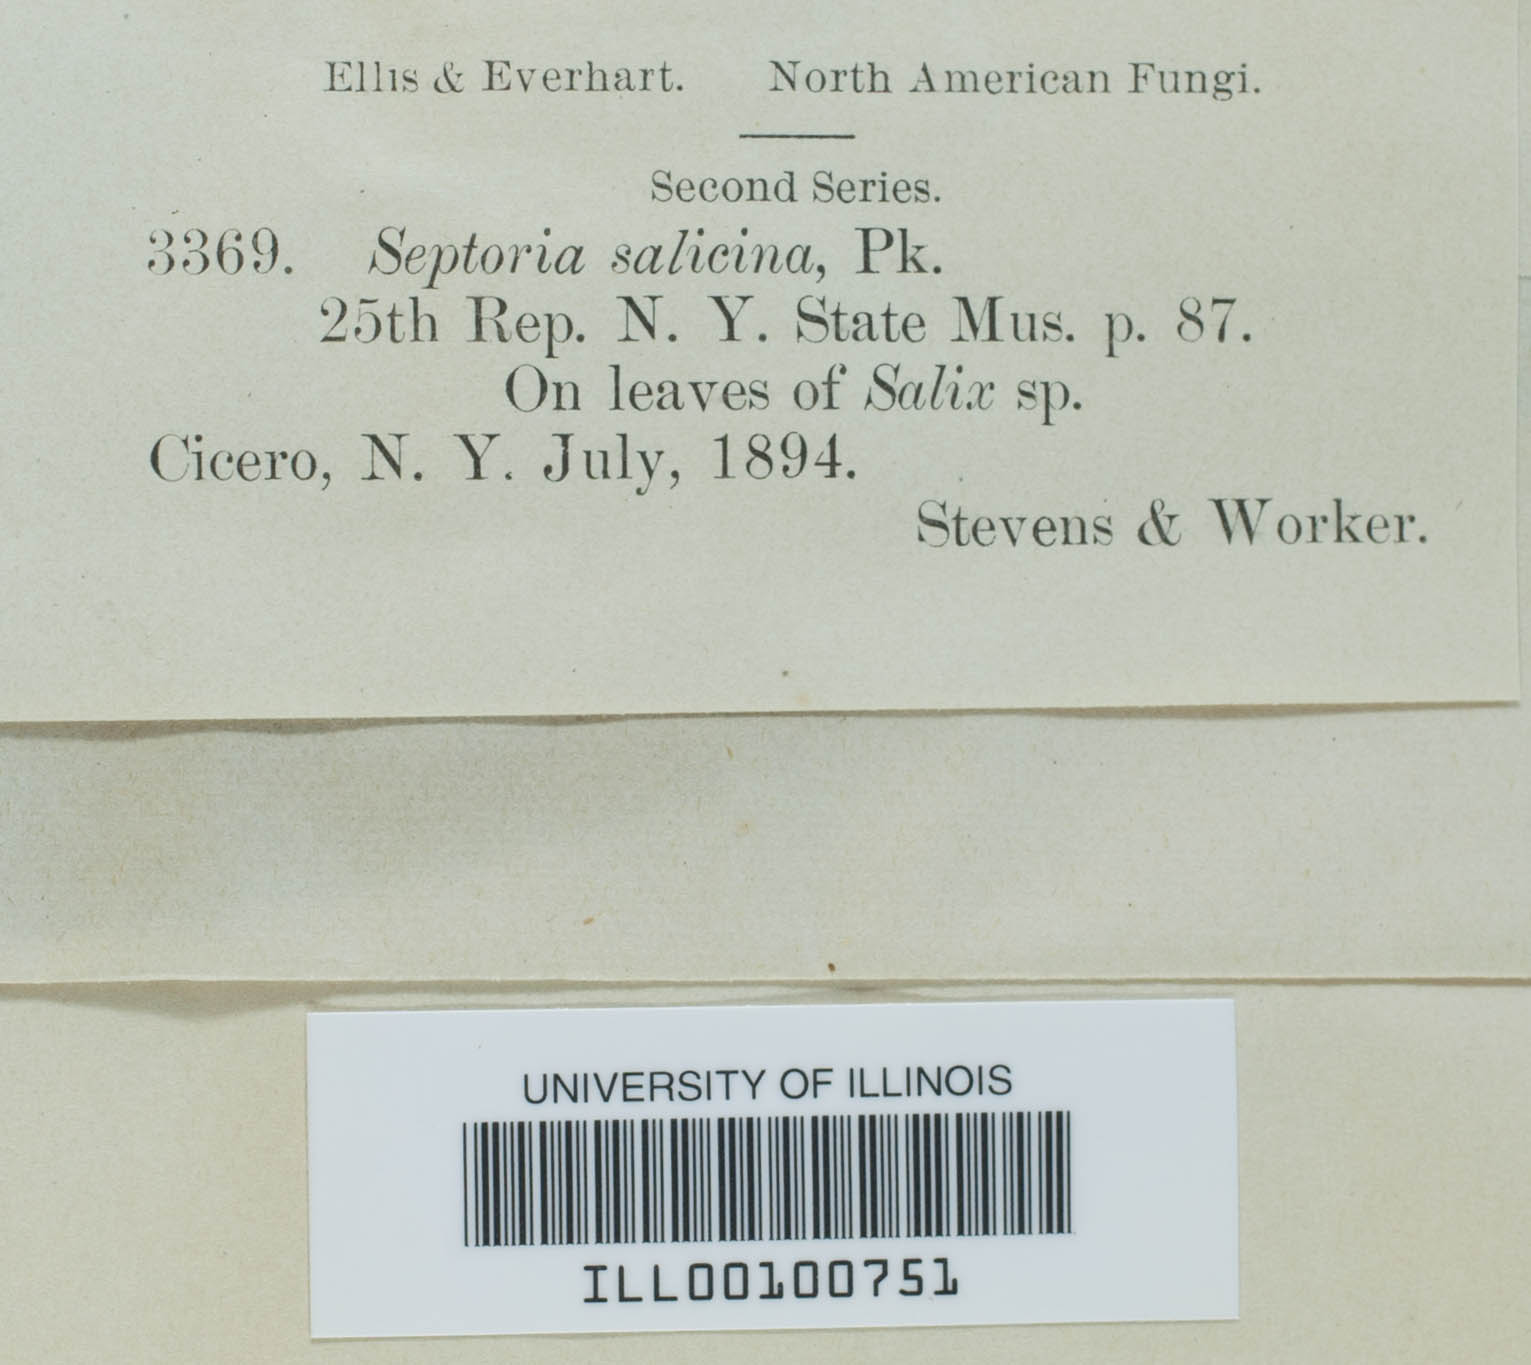 Ellis & Everhart. North American Fungi.
Second Series.
3369. Septoria salicina, Pk.
25th Rep. N. Y. State Mus. p. 87.
On leaves of Salix sp.
Cicero, N. Y. July, 1894.
Stevens & Worker.
UNIVERSITY OF ILLINOIS
ILL00100751